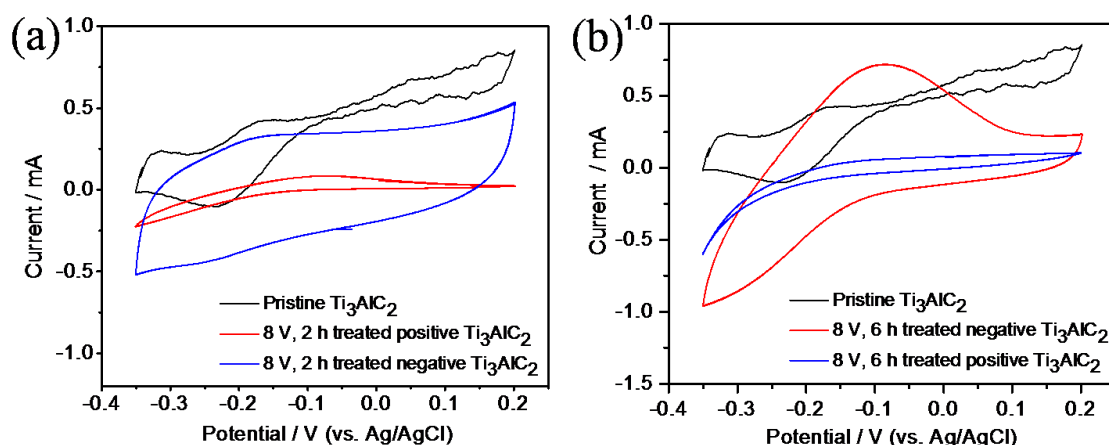 (a)
1.0
0.5
0.0
-0.5
-1.0
Current / mA
Pristine Ti3AlC2
8 V, 2 h treated positive Ti3AlC2
8 V, 2 h treated negative Ti3AlC2
-0.4 -0.3 -0.2 -0.1 0.0 0.1 0.2
Potential / V (vs. Ag/AgCl)
(b)
1.0
0.5
0.0
-0.5
-1.0
-1.5
Current / mA
Pristine Ti3AlC2
8 V, 6 h treated negative Ti3AlC2
8 V, 6 h treated positive Ti3AlC2
-0.4 -0.3 -0.2 -0.1 0.0 0.1 0.2
Potential / V (vs. Ag/AgCl)